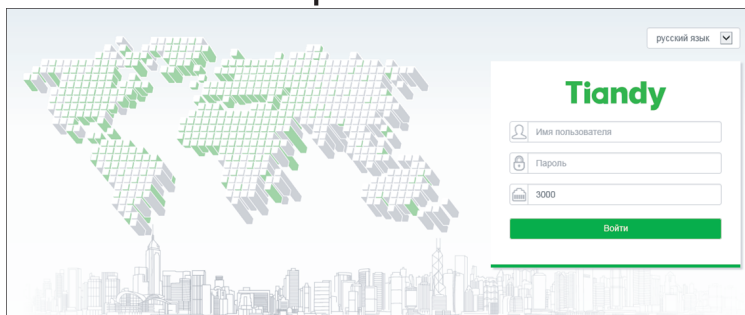 русский язык
Tiandy
Имя пользователя
Пароль
3000
Войти